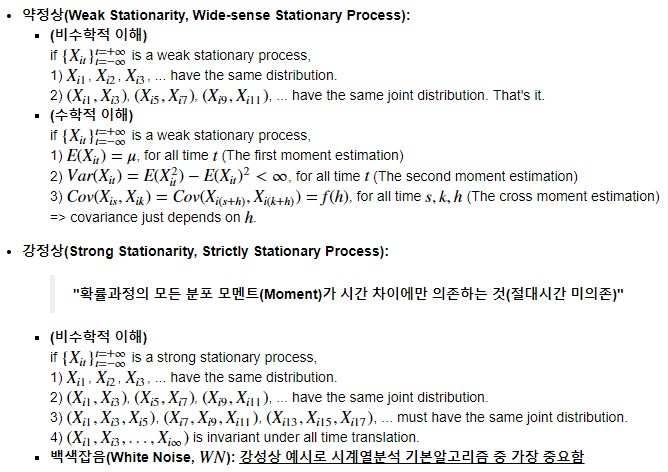 약정상(Weak Stationarity, Wide-sense Stationary Process):
(비수학적 이해)
if {X_{it}}_{t=-∞}^{t=+∞} is a weak stationary process,
1) X_{i1}, X_{i2}, X_{i3}, ... have the same distribution.
2) (X_{i1}, X_{i3}), (X_{i5}, X_{i7}), (X_{i9}, X_{i11}), ... have the same joint distribution. That's it.
(수학적 이해)
if {X_{it}}_{t=-∞}^{t=+∞} is a weak stationary process,
1) E(X_{it}) = μ, for all time t (The first moment estimation)
2) Var(X_{it}) = E(X_{it}^2) − E(X_{it})^2 < ∞, for all time t (The second moment estimation)
3) Cov(X_{is}, X_{ik}) = Cov(X_{i(s+h)}, X_{i(k+h)}) = f(h), for all time s, k, h (The cross moment estimation)
=> covariance just depends on h.
강정상(Strong Stationarity, Strictly Stationary Process):
"확률과정의 모든 분포 모멘트(Moment)가 시간 차이에만 의존하는 것(절대시간 미의존)"
(비수학적 이해)
if {X_{it}}_{t=-∞}^{t=+∞} is a strong stationary process,
1) X_{i1}, X_{i2}, X_{i3}, ... have the same distribution.
2) (X_{i1}, X_{i3}), (X_{i5}, X_{i7}), (X_{i9}, X_{i11}), ... have the same joint distribution.
3) (X_{i1}, X_{i3}, X_{i5}), (X_{i7}, X_{i9}, X_{i11}), (X_{i13}, X_{i15}, X_{i17}), ... must have the same joint distribution.
4) (X_{i1}, X_{i3}, . . . , X_{i∞}) is invariant under all time translation.
백색잡음(White Noise, WN): 강성상 예시로 시계열분석 기본알고리즘 중 가장 중요함